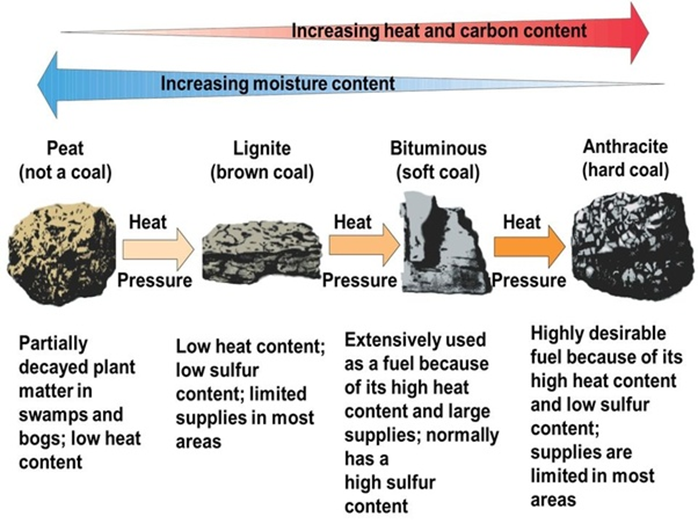 Increasing heat and carbon content
Increasing moisture content
Peat
(not a coal)
Lignite
(brown coal)
Bituminous
(soft coal)
Anthracite
(hard coal)
Heat
Pressure
Heat
Pressure
Heat
Pressure
Partially
decayed plant
matter in
swamps and
bogs; low heat
content
Low heat content;
low sulfur
content; limited
supplies in most
areas
Extensively used
as a fuel because
of its high heat
content and large
supplies; normally
has a
high sulfur
content
Highly desirable
fuel because of its
high heat content
and low sulfur
content;
supplies are
limited in most
areas